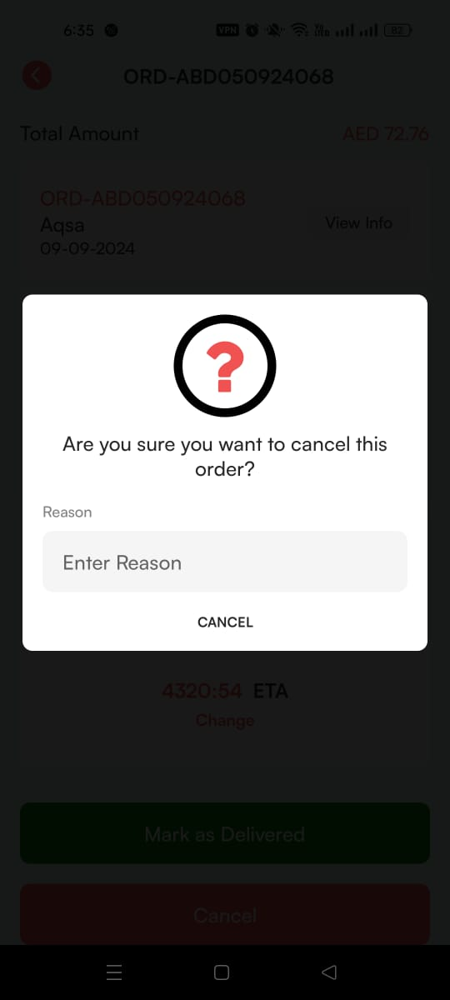 6:35 VPN VO LTE 82
ORD-ABD050924068
Total Amount AED 72.76
ORD-ABD050924068
Aqsa
View Info
09-09-2024
?
Are you sure you want to cancel this
order?
Reason
Enter Reason
CANCEL
4320:54 ETA
Change
Mark as Delivered
Cancel